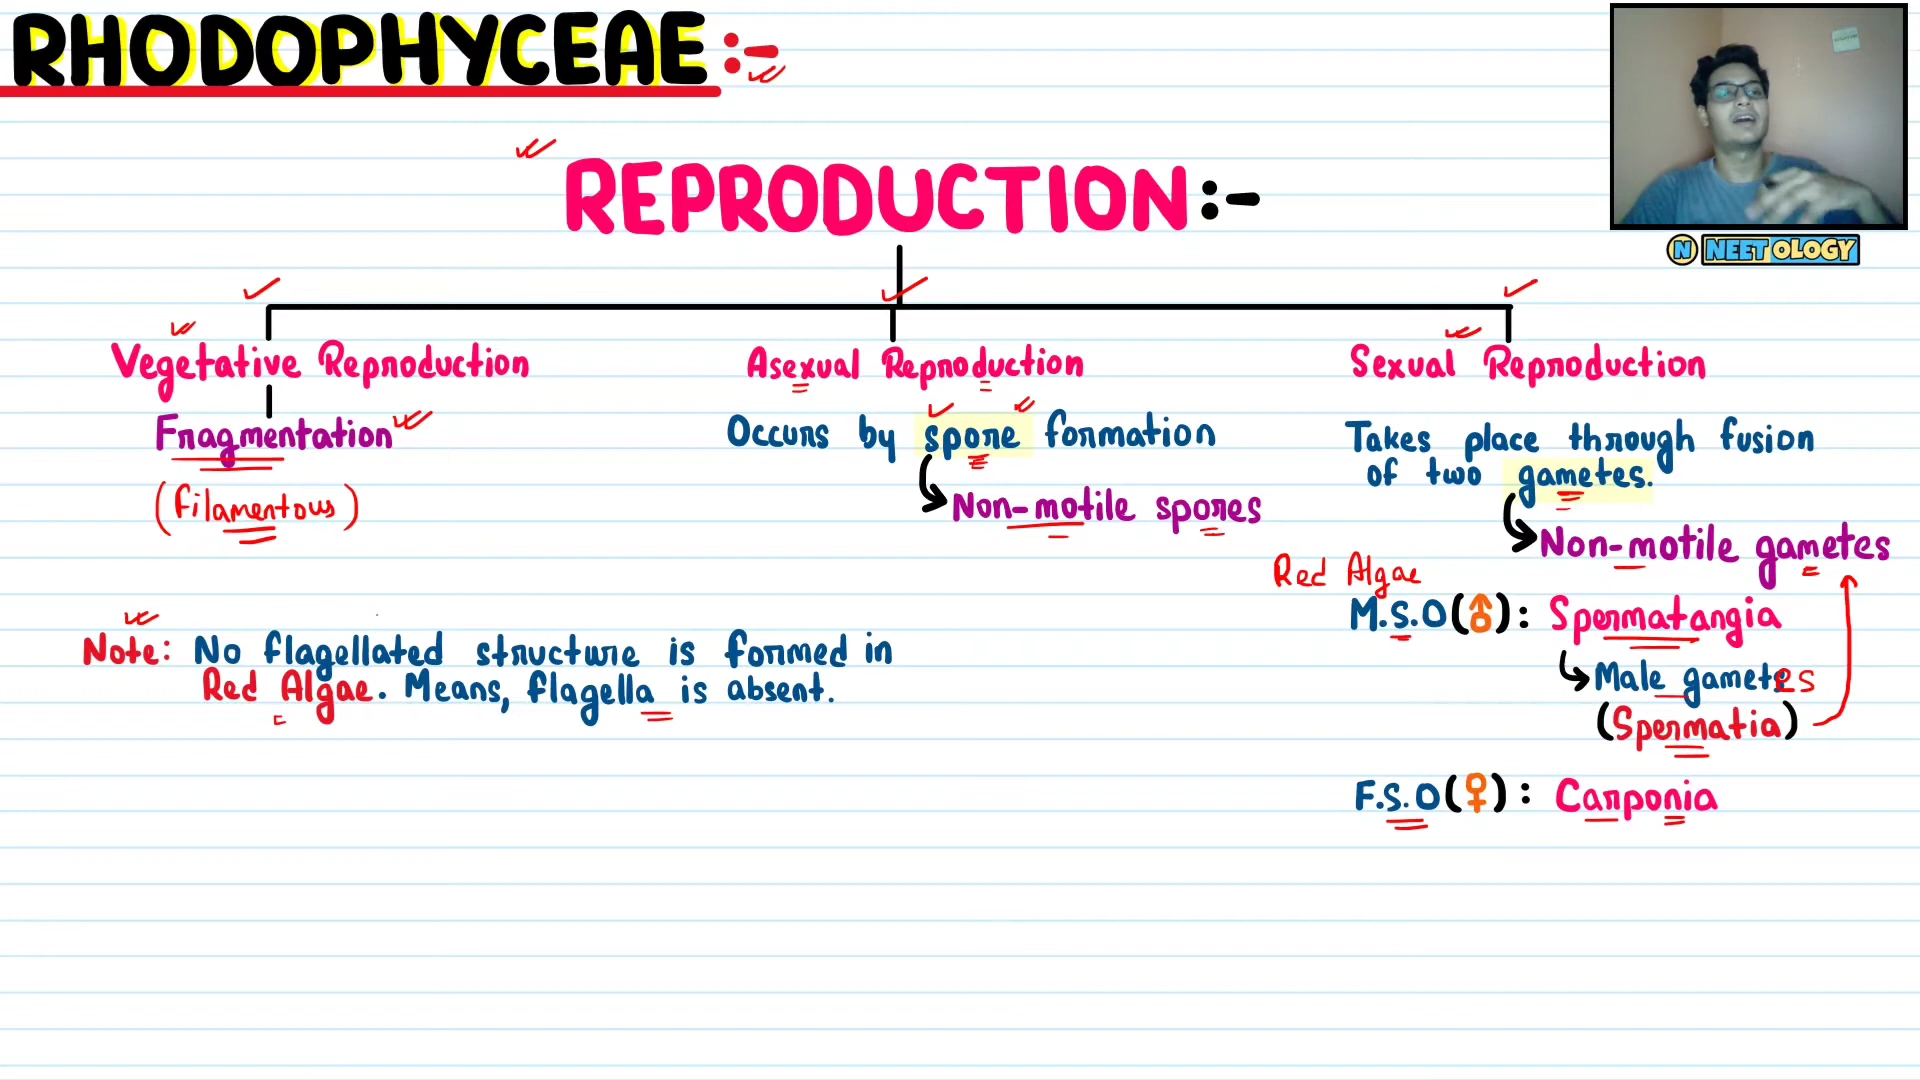 RHODOPHYCEAE:-
REPRODUCTION:-
N NEETOLOGY
Vegetative Reproduction
Fragmentation
(filamentous)
Asexual Reproduction
Occurs by spore formation
Non-motile spores
Sexual Reproduction
Takes place through fusion
of two gametes.
Non-motile gametes
Red Algae
M.S.O(♂): Spermatangia
Male gametes
(Spermatia)
F.S.O(♀): Carponia
Note: No flagellated structure is formed in
Red Algae. Means, flagella is absent.